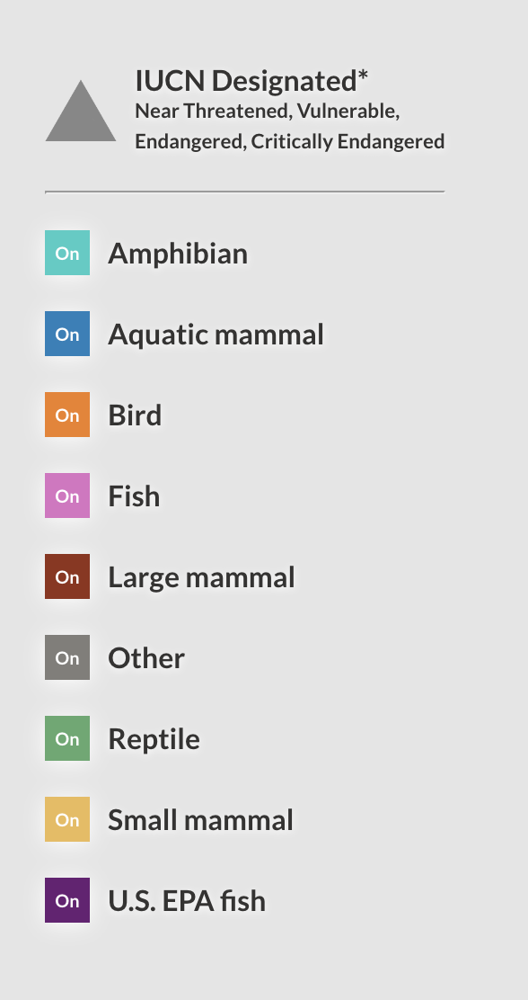 IUCN Designated*
Near Threatened, Vulnerable,
Endangered, Critically Endangered
On Amphibian
On Aquatic mammal
On Bird
On Fish
On Large mammal
On Other
On Reptile
On Small mammal
On U.S. EPA fish